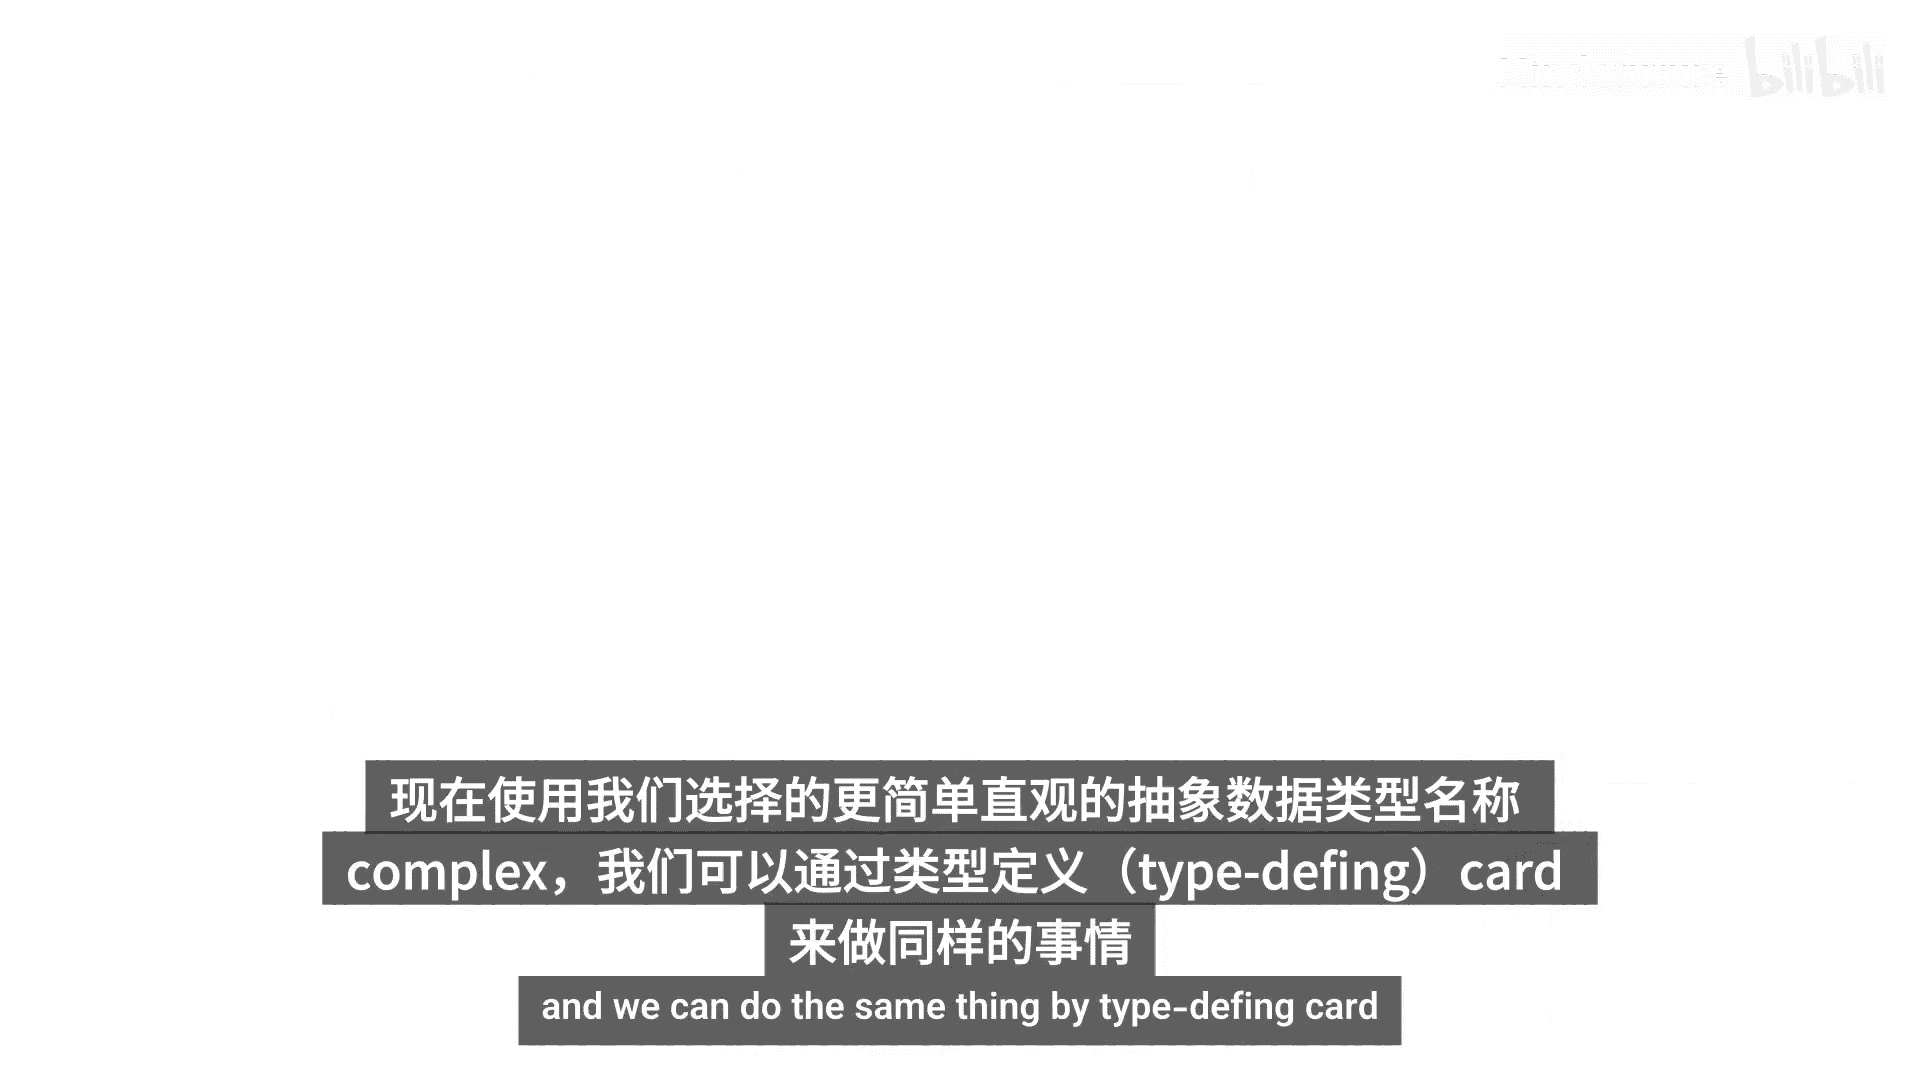 bilibili
现在使用我们选择的更简单直观的抽象数据类型名称
complex，我们可以通过类型定义（type-defing）card
来做同样的事情
and we can do the same thing by type-defing card